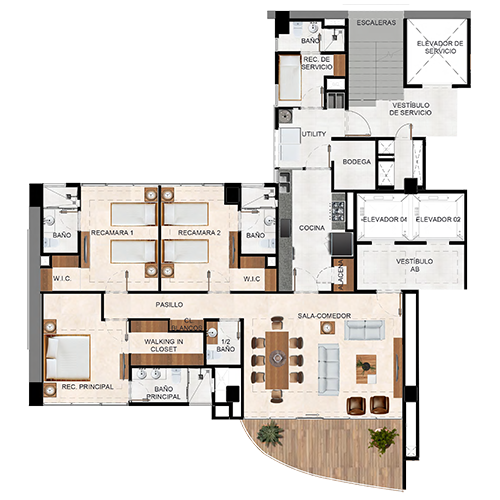 ESCALERAS
BAÑO
ELEVADOR DE
SERVICIO
REC. DE
SERVICIO
VESTÍBULO
DE SERVICIO
UTILITY
BODEGA
RECAMARA 1
RECAMARA 2
BAÑO
BAÑO
COCINA
ELEVADOR 04
ELEVADOR 02
W.I.C.
W.I.C
ALACENA
VESTÍBULO
AB
PASILLO
SALA-COMEDOR
CL.
BLANCOS
WALKING IN
CLOSET
1/2
BAÑO
REC. PRINCIPAL
BAÑO
PRINCIPAL